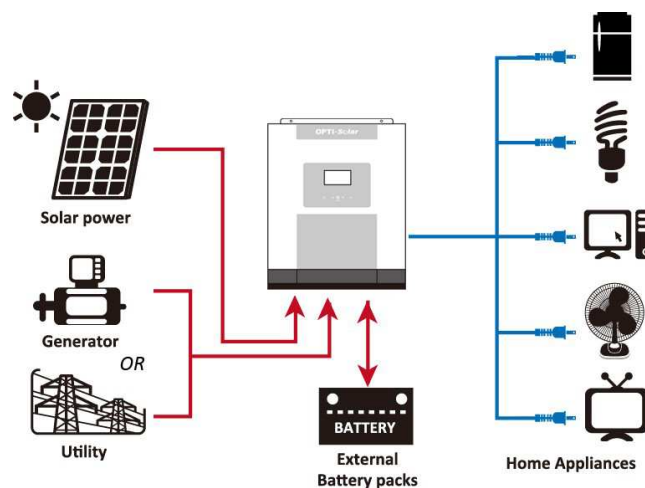 OPTI-Solar
Solar power
Generator
OR
Utility
BATTERY
External
Battery packs
Home Appliances